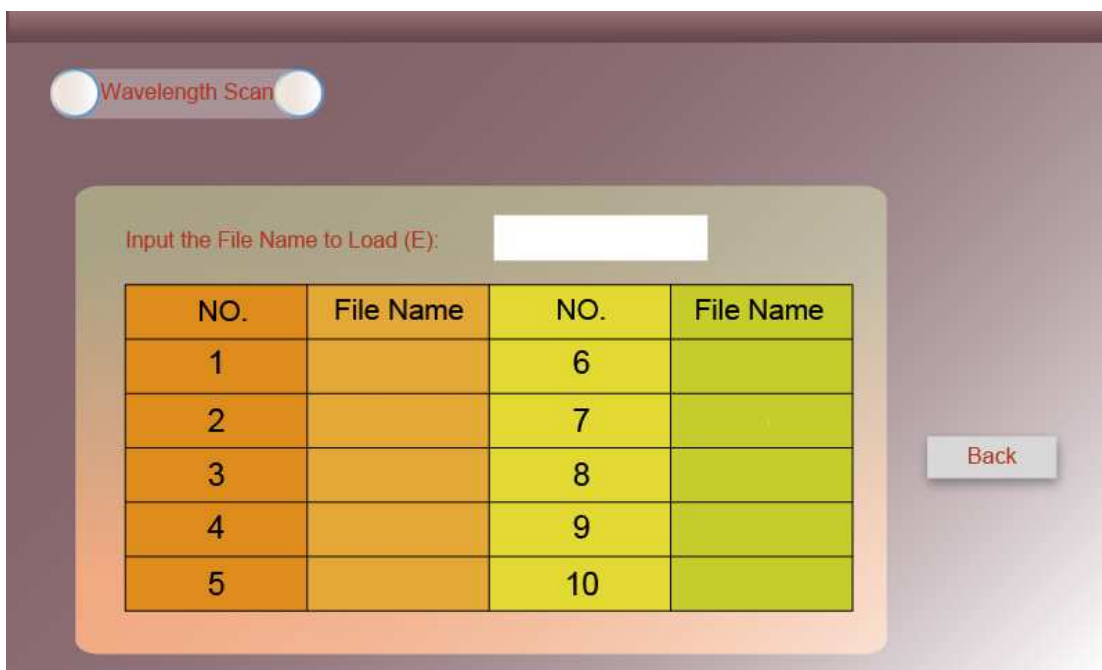 Wavelength Scan
Input the File Name to Load (E):
NO. File Name NO. File Name
1 6
2 7
3 8
4 9
5 10
Back